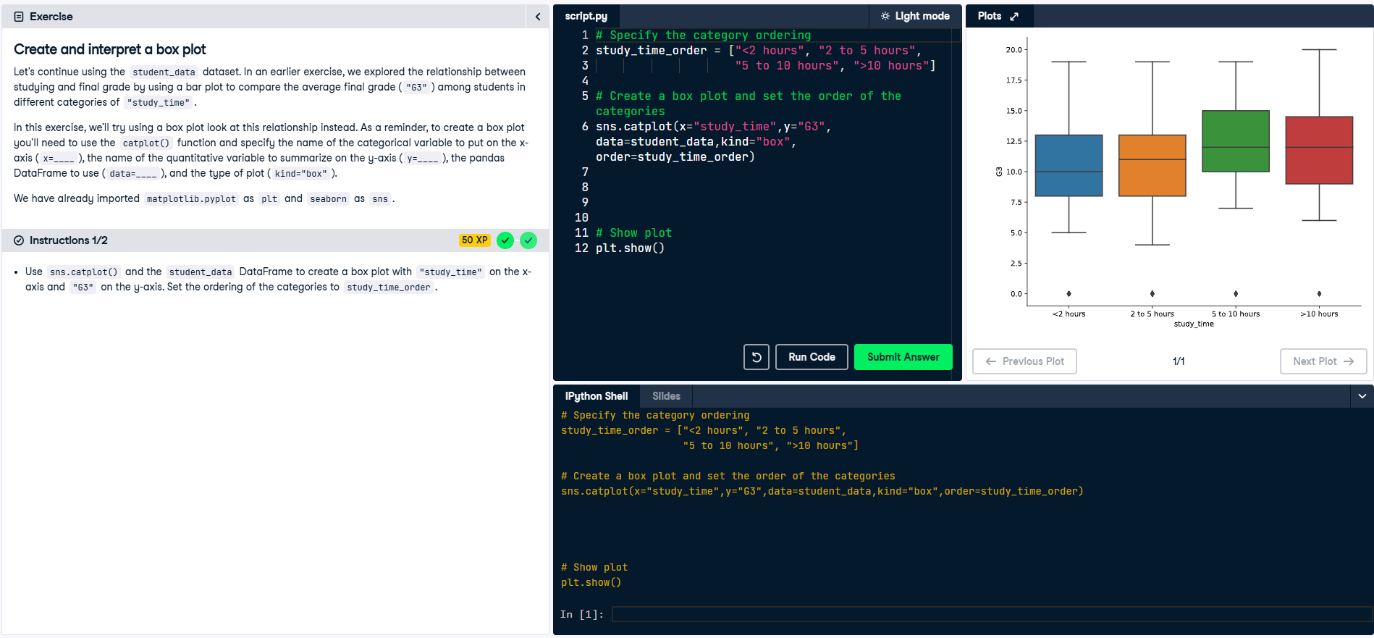 Exercise
Create and interpret a box plot
Let's continue using the student_data dataset. In an earlier exercise, we explored the relationship between
studying and final grade by using a bar plot to compare the average final grade ( "G3" ) among students in
different categories of "study_time" .
In this exercise, we'll try using a box plot look at this relationship instead. As a reminder, to create a box plot
you'll need to use the catplot() function and specify the name of the categorical variable to put on the x-
axis ( x=____ ), the name of the quantitative variable to summarize on the y-axis ( y=____ ), the pandas
DataFrame to use ( data=____ ), and the type of plot ( kind="box" ).
We have already imported matplotlib.pyplot as plt and seaborn as sns .
Instructions 1/2
50 XP
• Use sns.catplot() and the student_data DataFrame to create a box plot with "study_time" on the x-
axis and "G3" on the y-axis. Set the ordering of the categories to study_time_order .
script.py
Light mode
1 # Specify the category ordering
2 study_time_order = ["<2 hours", "2 to 5 hours",
3 "5 to 10 hours", ">10 hours"]
4
5 # Create a box plot and set the order of the
categories
6 sns.catplot(x="study_time",y="G3",
data=student_data,kind="box",
order=study_time_order)
7
8
9
10
11 # Show plot
12 plt.show()
Run Code
Submit Answer
Plots
20.0
17.5
15.0
12.5
10.0
7.5
5.0
2.5
0.0
G3
<2 hours 2 to 5 hours 5 to 10 hours >10 hours
study_time
← Previous Plot
1/1
Next Plot →
IPython Shell
Slides
# Specify the category ordering
study_time_order = ["<2 hours", "2 to 5 hours",
"5 to 10 hours", ">10 hours"]
# Create a box plot and set the order of the categories
sns.catplot(x="study_time",y="G3",data=student_data,kind="box",order=study_time_order)
# Show plot
plt.show()
In [1]: